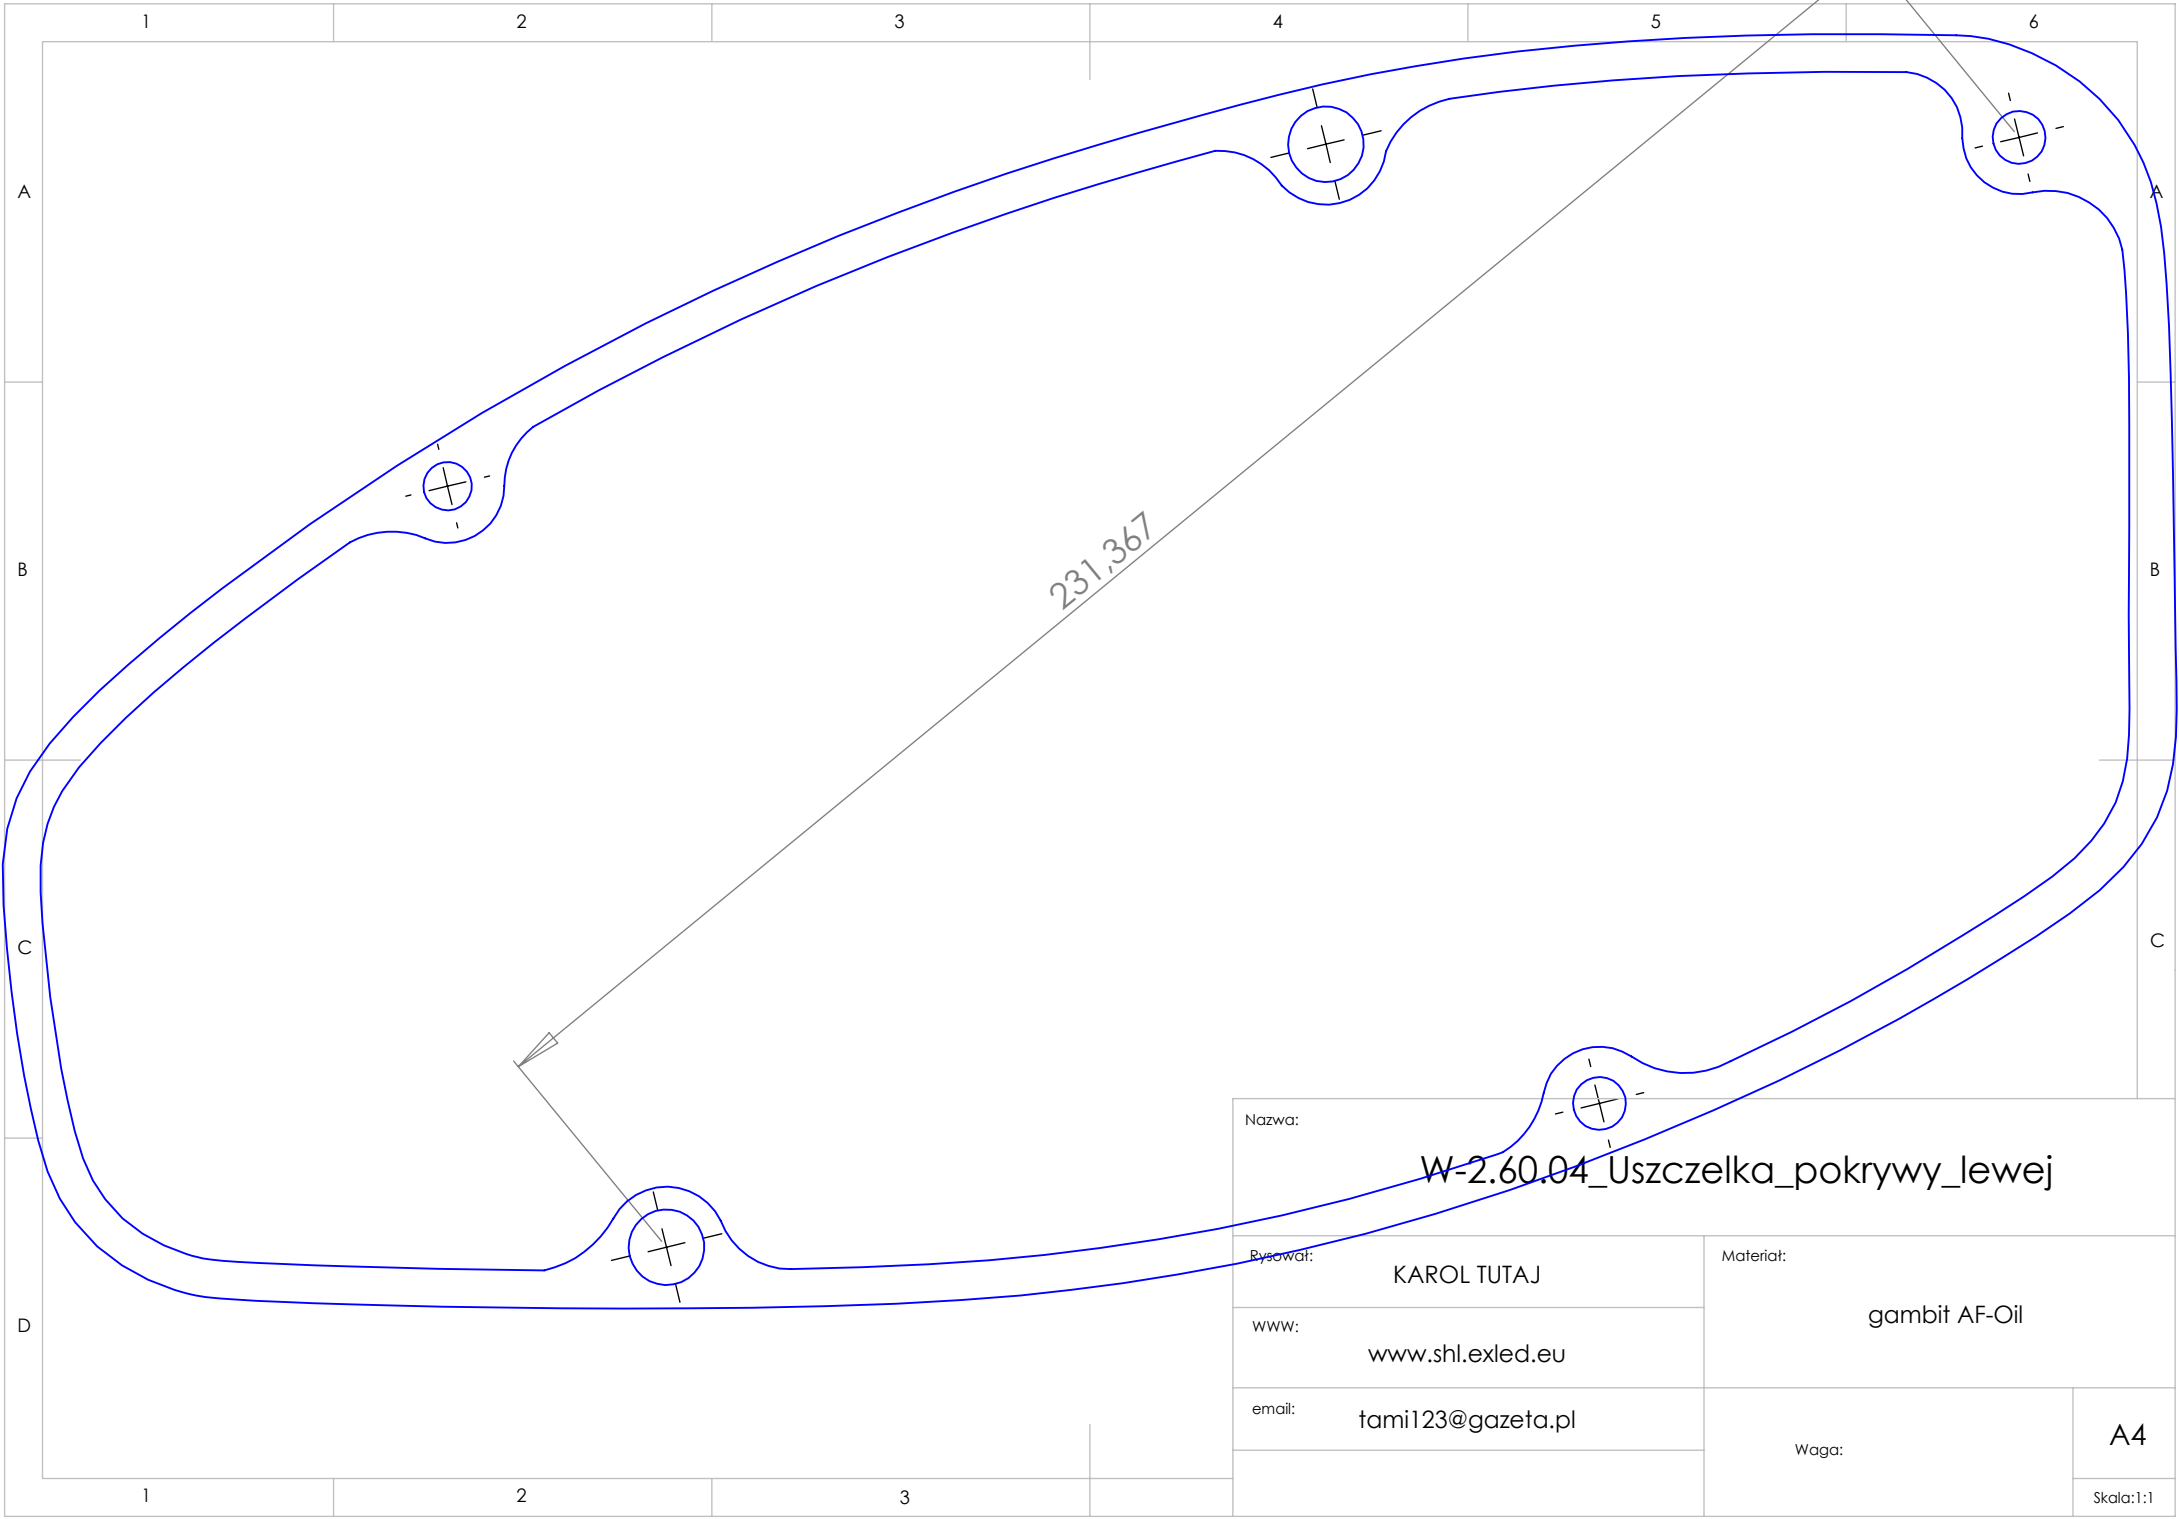 1 2 3 4 5 6
A A
B B
231,367
C C
D
Nazwa:
W-2.60.04_Uszczelka_pokrywy_lewej
Rysował:
KAROL TUTAJ
Materiał:
gambit AF-Oil
www:
www.shl.exled.eu
email:
tami123@gazeta.pl
Waga:
A4
Skala:1:1
1 2 3